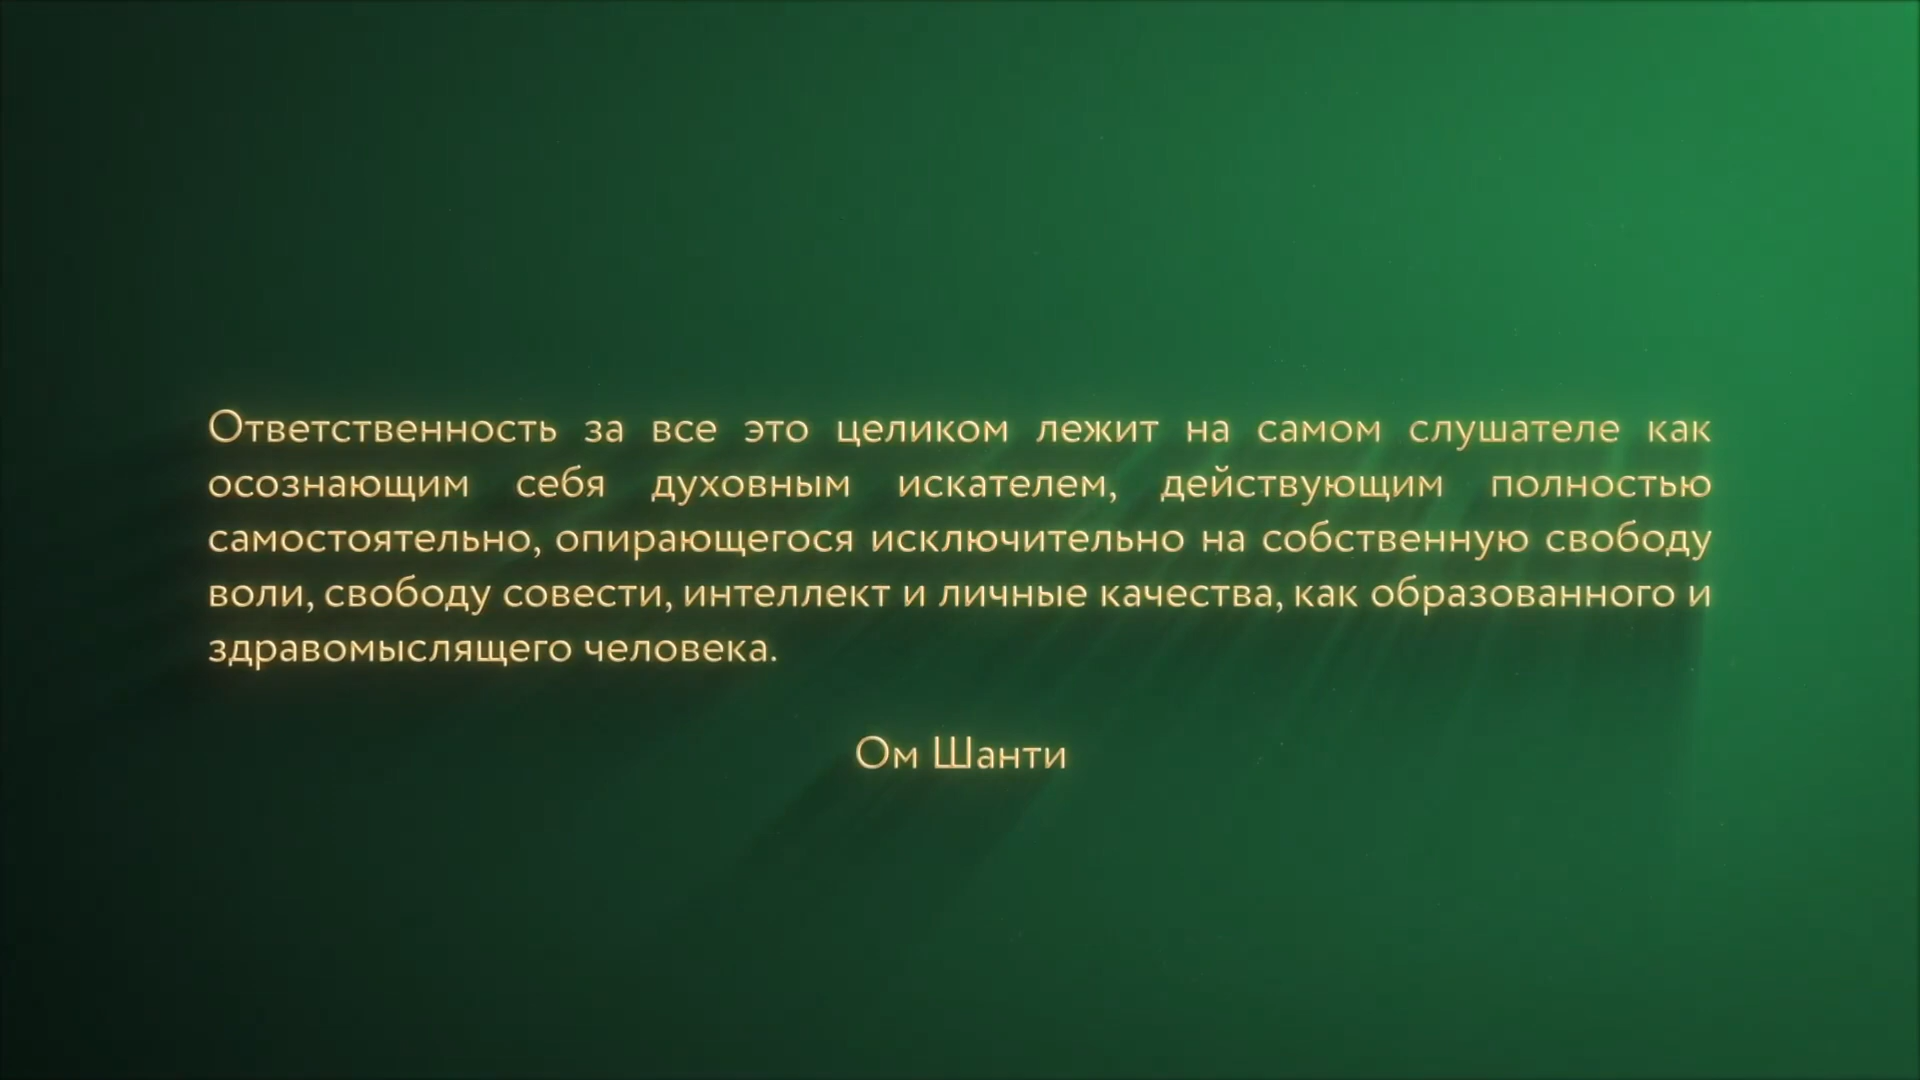 Ответственность за все это целиком лежит на самом слушателе как
осознающим себя духовным искателем, действующим полностью
самостоятельно, опирающегося исключительно на собственную свободу
воли, свободу совести, интеллект и личные качества, как образованного и
здравомыслящего человека.
Ом Шанти